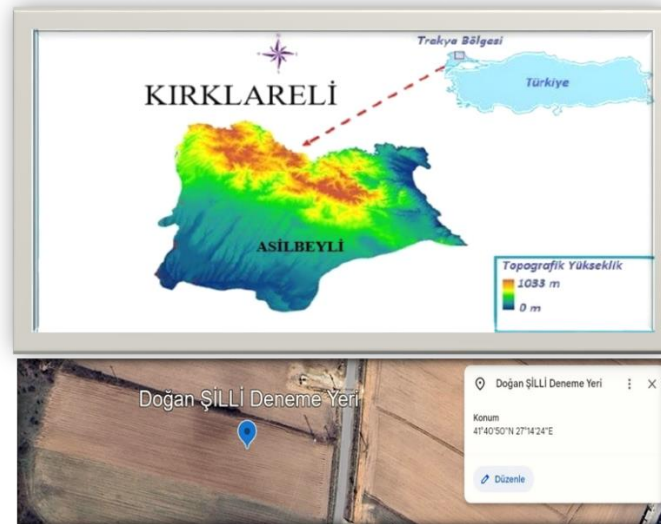 Trakya Bölgesi
Türkiye
KIRKLARELİ
ASİLBEYLİ
Topografik Yükseklik
1033 m
0 m
Doğan ŞİLLİ Deneme Yeri
Doğan ŞİLLİ Deneme Yeri
Konum
41°40'50"N 27°14'24"E
Düzenle